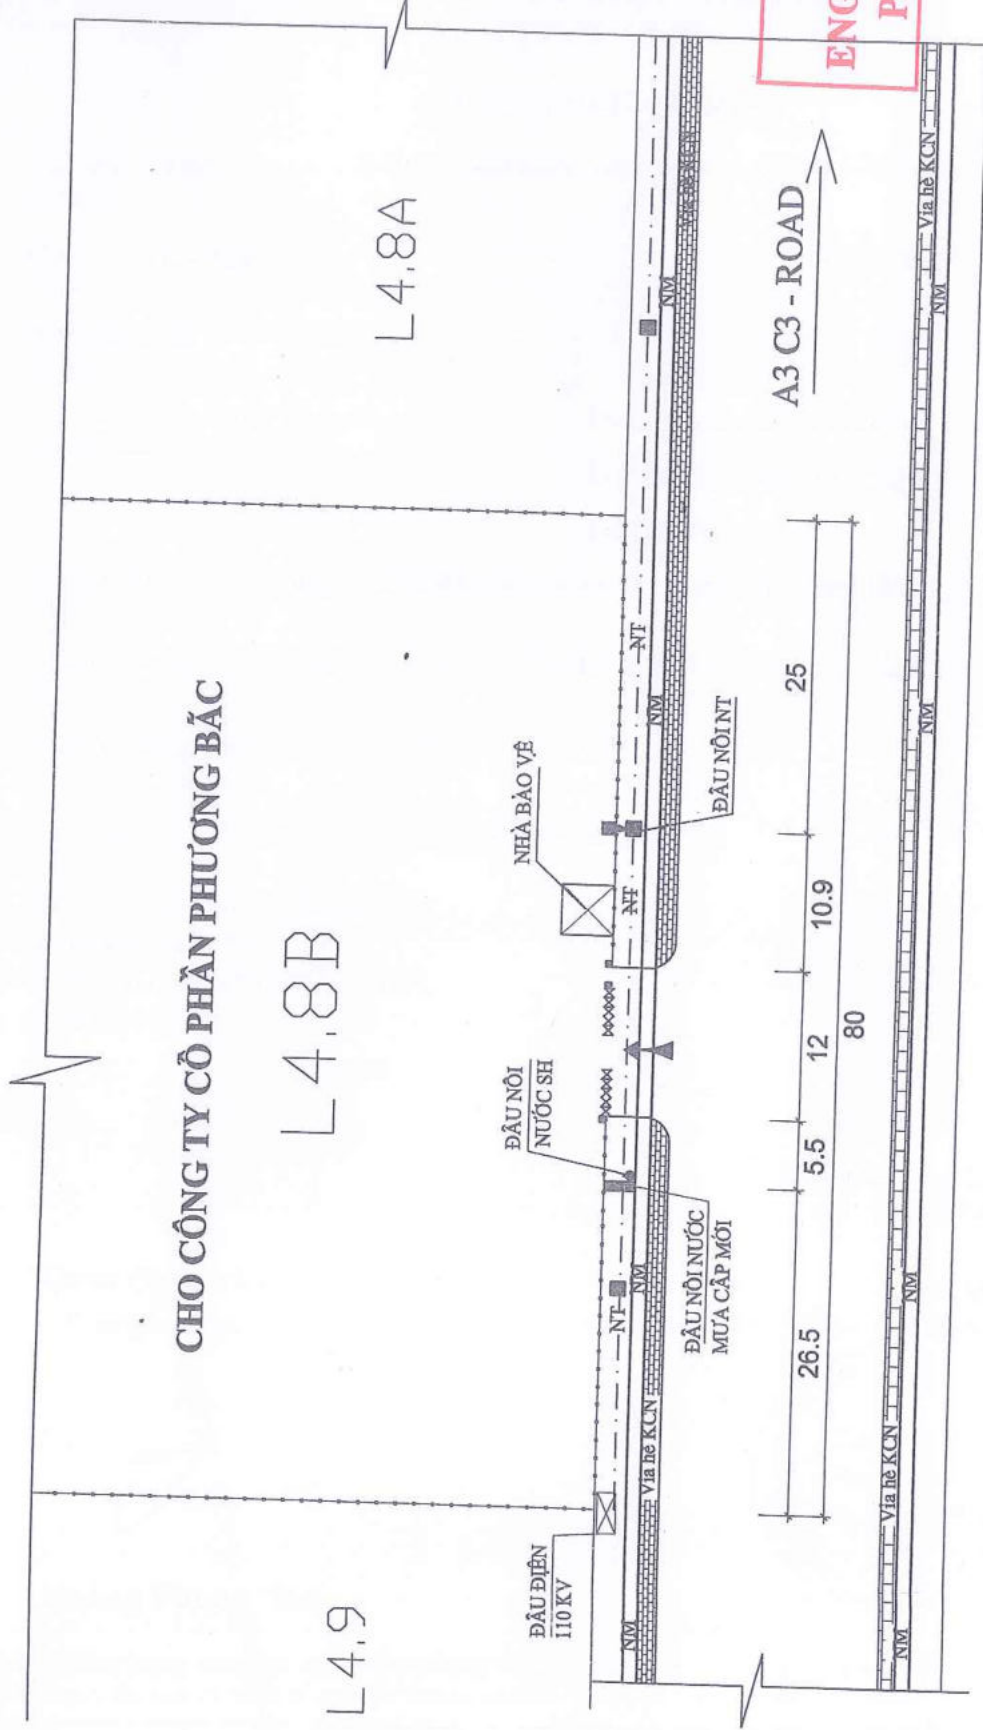 CHO CÔNG TY CỔ PHẦN PHƯƠNG BẮC
L4.9
L4.8B
L4.8A
ĐẤU ĐIỆN
110 KV
ĐẤU NỐI
NƯỚC SH
NHÀ BẢO VỆ
NT
NT
NT
NM
NM
NM
NM
Vỉa hè KCN
ĐẤU NỐI NƯỚC
MƯA CẤP MỚI
ĐẤU NỐI NT
A3 C3 - ROAD
26.5
5.5
12
10.9
25
80
Vỉa hè KCN
Vỉa hè KCN
NM
NM
NM
NM
ENG
P